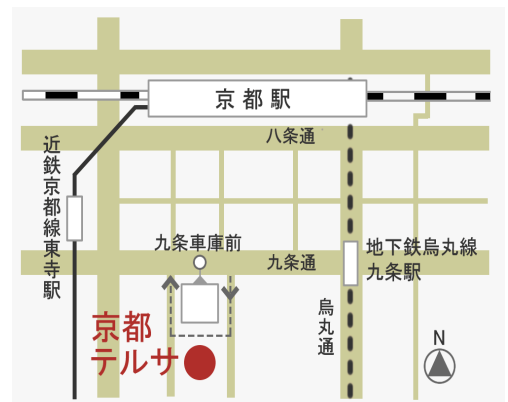 京都駅
八条通
近鉄京都線東寺駅
九条車庫前
九条通
地下鉄烏丸線
九条駅
烏丸通
京都
テルサ
N